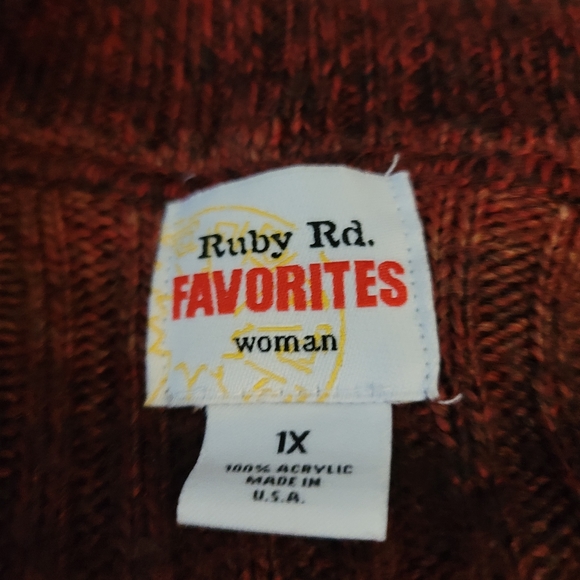 Ruby Rd.
FAVORITES
woman
1X
100% ACRYLIC
MADE IN
U.S.A.